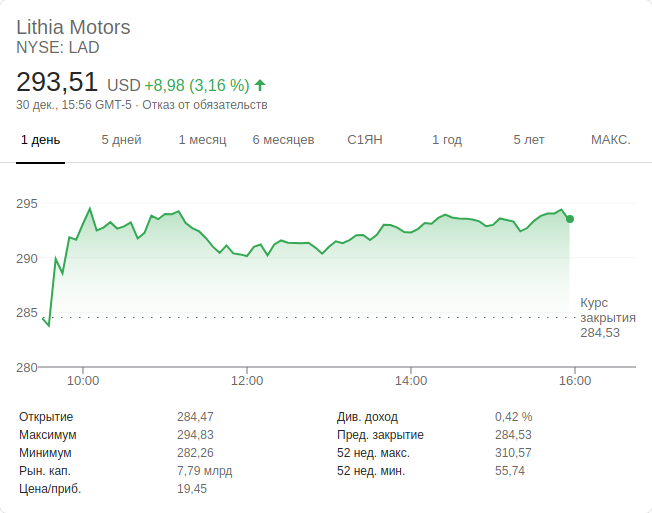 Lithia Motors
NYSE: LAD
293,51 USD +8,98 (3,16 %)
30 дек., 15:56 GMT-5 · Отказ от обязательств
1 день 5 дней 1 месяц 6 месяцев С1ЯН 1 год 5 лет МАКС.
295
290
285
280
Курс
закрытия
284,53
10:00 12:00 14:00 16:00
Открытие 284,47
Максимум 294,83
Минимум 282,26
Рын. кап. 7,79 млрд
Цена/приб. 19,45
Див. доход 0,42 %
Пред. закрытие 284,53
52 нед. макс. 310,57
52 нед. мин. 55,74